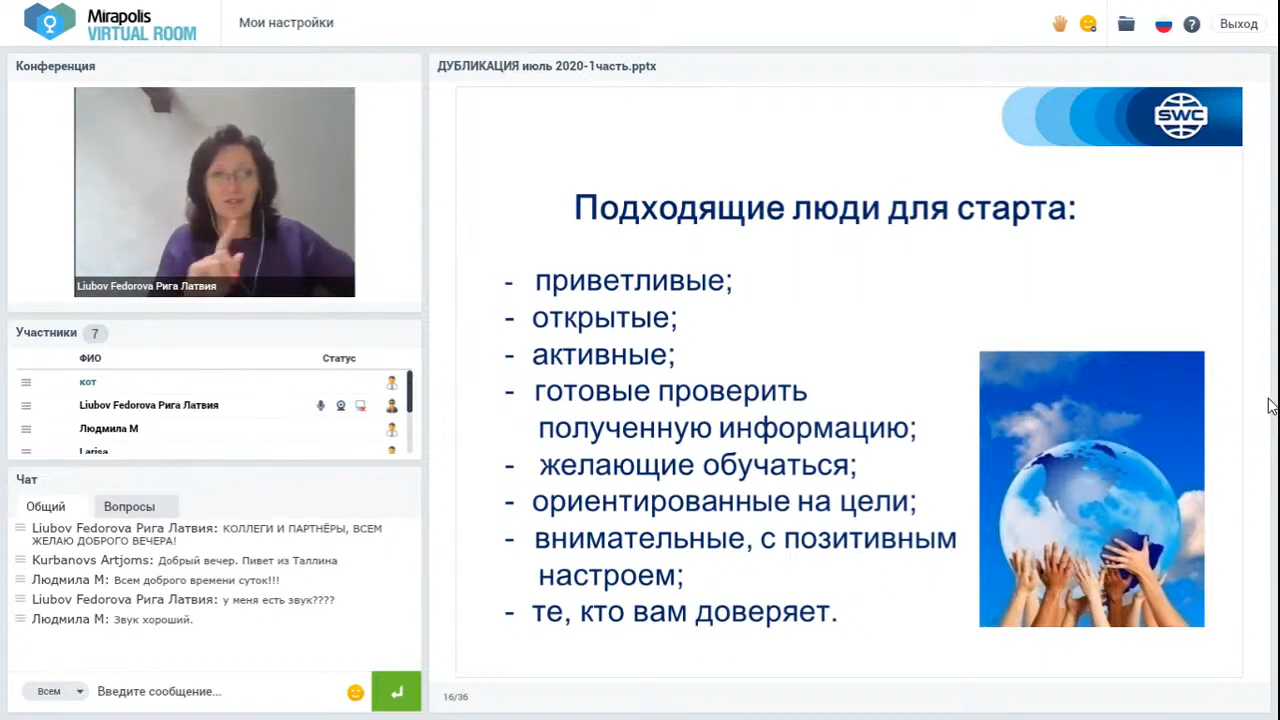 Mirapolis
VIRTUAL ROOM
Мои настройки
?
Выход
Конференция
Liubov Fedorova Рига Латвия
Участники 7
ФИО Статус
кот
Liubov Fedorova Рига Латвия
Людмила М
Larisa
Чат
Общий Вопросы
Liubov Fedorova Рига Латвия: КОЛЛЕГИ И ПАРТНЁРЫ, ВСЕМ
ЖЕЛАЮ ДОБРОГО ВЕЧЕРА!
Kurbanovs Artjoms: Добрый вечер. Пивет из Таллина
Людмила М: Всем доброго времени суток!!!
Liubov Fedorova Рига Латвия: у меня есть звук????
Людмила М: Звук хороший.
Всем Введите сообщение...
ДУБЛИКАЦИЯ июль 2020-1часть.pptx
SWC
Подходящие люди для старта:
- приветливые;
- открытые;
- активные;
- готовые проверить
полученную информацию;
- желающие обучаться;
- ориентированные на цели;
- внимательные, с позитивным
настроем;
- те, кто вам доверяет.
16/36